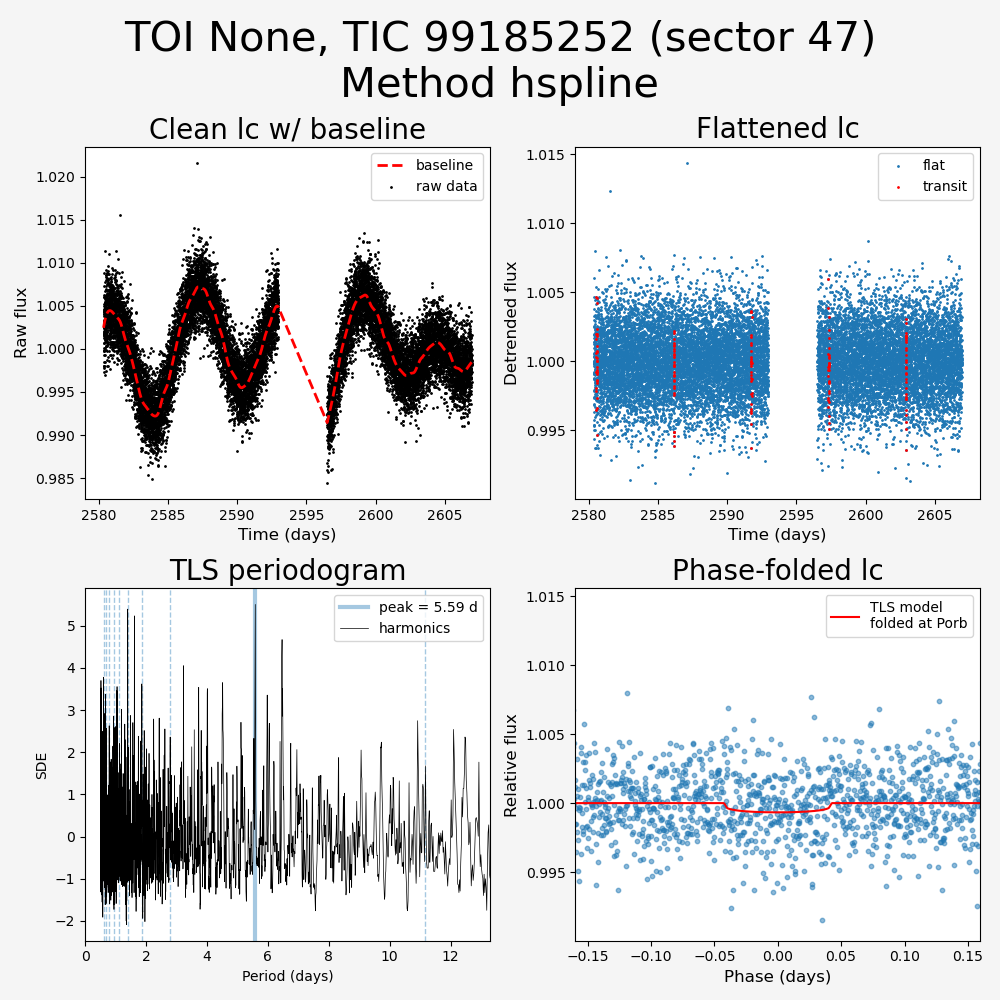 TOI None, TIC 99185252 (sector 47)
Method hspline
Clean lc w/ baseline
Raw flux
1.020
1.015
1.010
1.005
1.000
0.995
0.990
0.985
baseline
raw data
2580 2585 2590 2595 2600 2605
Time (days)
Flattened lc
Detrended flux
1.015
1.010
1.005
1.000
0.995
flat
transit
2580 2585 2590 2595 2600 2605
Time (days)
TLS periodogram
SDE
5
4
3
2
1
0
−1
−2
peak = 5.59 d
harmonics
0 2 4 6 8 10 12
Period (days)
Phase-folded lc
Relative flux
1.015
1.010
1.005
1.000
0.995
TLS model
folded at Porb
−0.15 −0.10 −0.05 0.00 0.05 0.10 0.15
Phase (days)